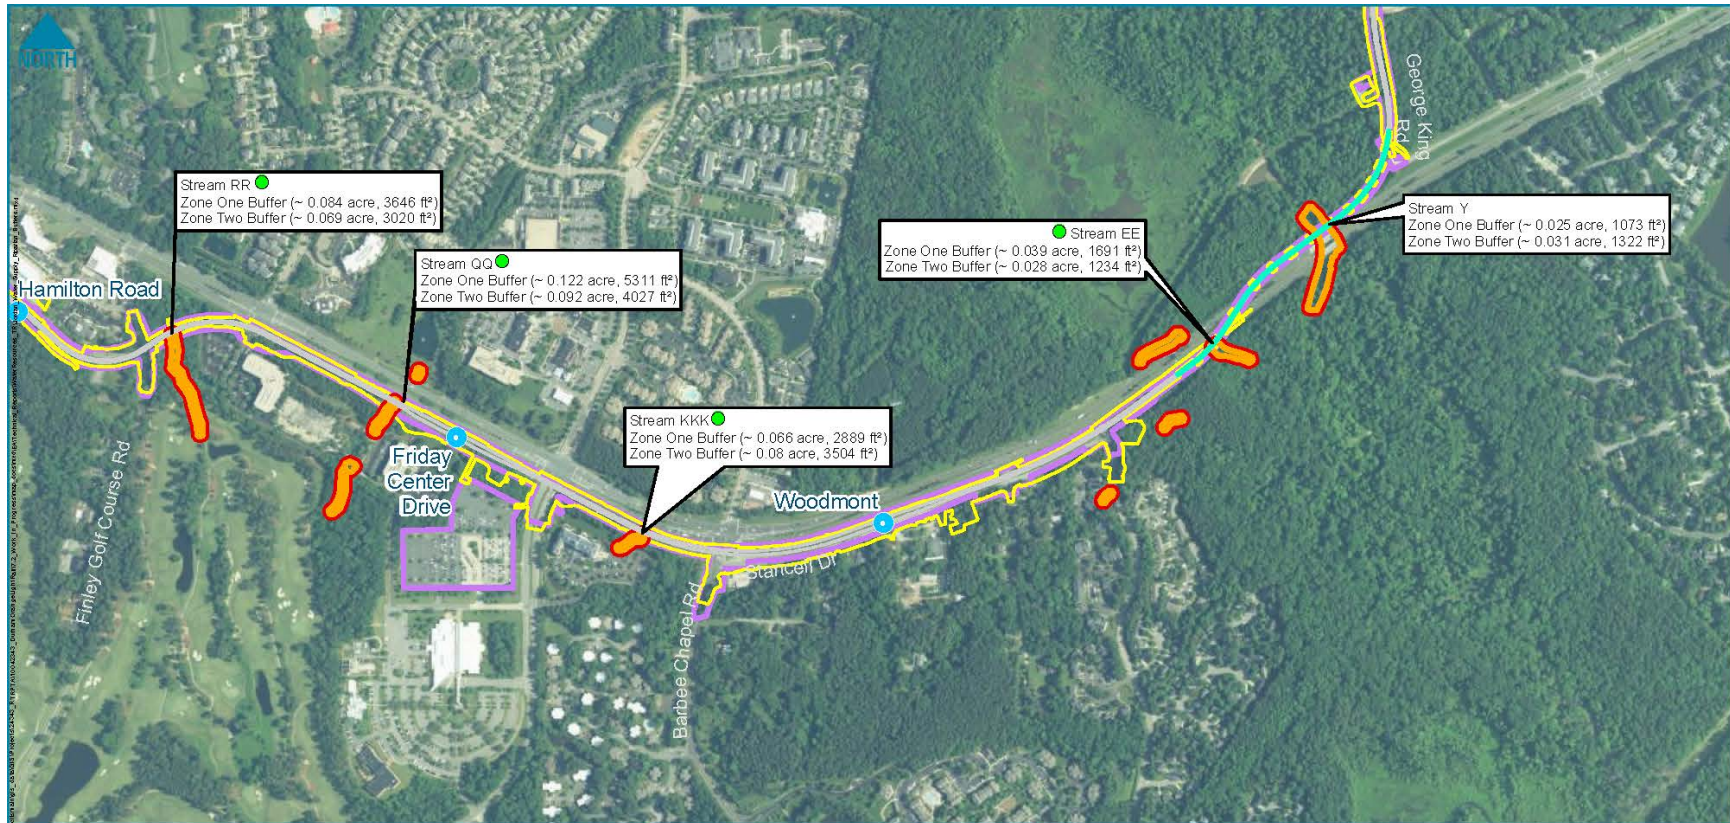 NORTH
George King
Rd
Stream RR
Zone One Buffer (~ 0.084 acre, 3646 ft²)
Zone Two Buffer (~ 0.069 acre, 3020 ft²)
Stream Y
Zone One Buffer (~ 0.025 acre, 1073 ft²)
Zone Two Buffer (~ 0.031 acre, 1322 ft²)
Stream EE
Zone One Buffer (~ 0.039 acre, 1691 ft²)
Zone Two Buffer (~ 0.028 acre, 1234 ft²)
Stream QQ
Zone One Buffer (~ 0.122 acre, 5311 ft²)
Zone Two Buffer (~ 0.092 acre, 4027 ft²)
Hamilton Road
Stream KKK
Zone One Buffer (~ 0.066 acre, 2889 ft²)
Zone Two Buffer (~ 0.08 acre, 3504 ft²)
Friday
Center
Drive
Woodmont
Finley Golf Course Rd
Stancell Dr
Barbee Chapel Rd